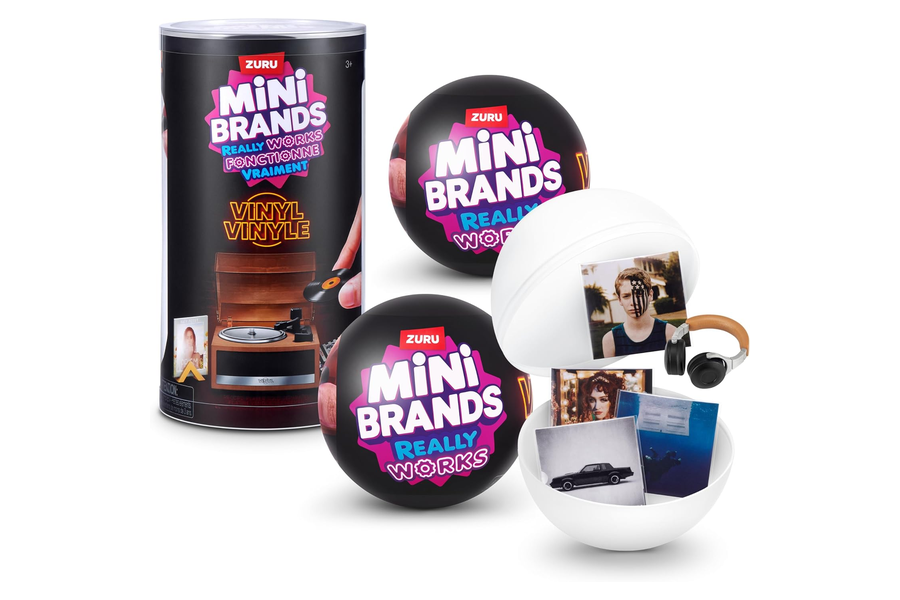 ZURU
3+
MiNi
BRANDS
REALLY WORKS
FONCTIONNE
VRAIMENT
VINYL
VINYLE
ZURU
MiNi
BRANDS
REALLY
WORKS
ZURU
MiNi
BRANDS
REALLY
WORKS